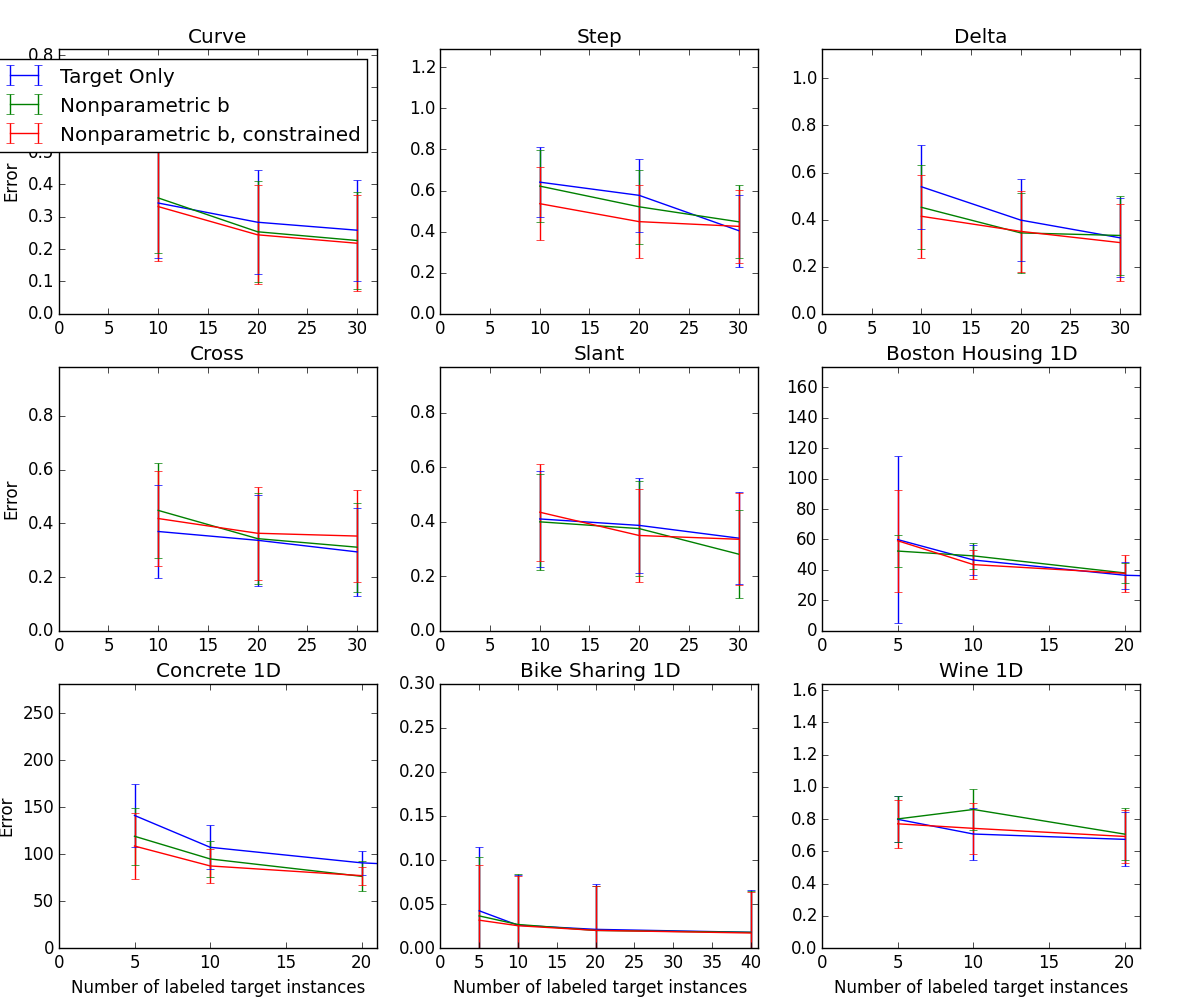 Curve
Step
Delta
0.8
0.5
0.4
0.3
0.2
0.1
0.0
Error
Target Only
Nonparametric b
Nonparametric b, constrained
0 5 10 15 20 25 30
1.2
1.0
0.8
0.6
0.4
0.2
0.0
0 5 10 15 20 25 30
1.0
0.8
0.6
0.4
0.2
0.0
0 5 10 15 20 25 30
Cross
Slant
Boston Housing 1D
0.8
0.6
0.4
0.2
0.0
Error
0 5 10 15 20 25 30
0.8
0.6
0.4
0.2
0.0
0 5 10 15 20 25 30
160
140
120
100
80
60
40
20
0
0 5 10 15 20
Concrete 1D
Bike Sharing 1D
Wine 1D
250
200
150
100
50
0
Error
0 5 10 15 20
Number of labeled target instances
0.30
0.25
0.20
0.15
0.10
0.05
0.00
0 5 10 15 20 25 30 35 40
Number of labeled target instances
1.6
1.4
1.2
1.0
0.8
0.6
0.4
0.2
0.0
0 5 10 15 20
Number of labeled target instances